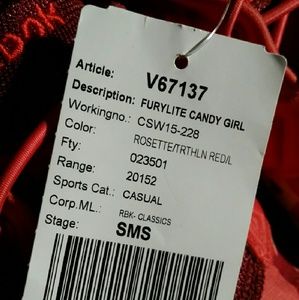 Article: V67137
Description: FURYLITE CANDY GIRL
Workingno.: CSW15-228
Color: ROSETTE/TRTHLN RED/L
Fty: 023501
Range: 20152
Sports Cat.: CASUAL
Corp.ML.: RBK- CLASSICS
Stage: SMS